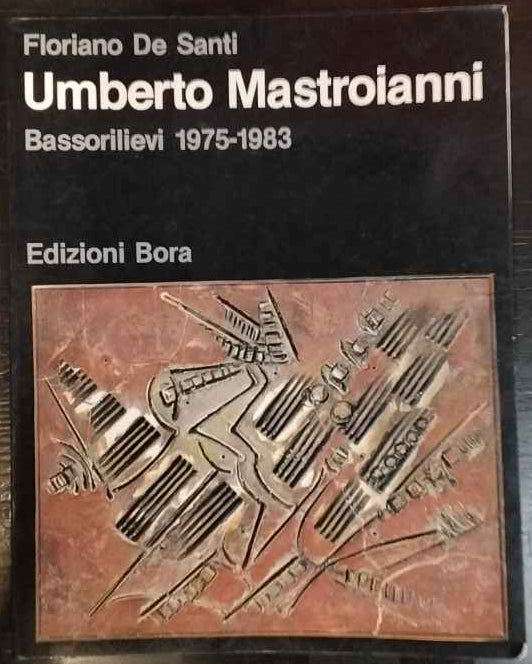 Floriano De Santi
Umberto Mastroianni
Bassorilievi 1975-1983
Edizioni Bora